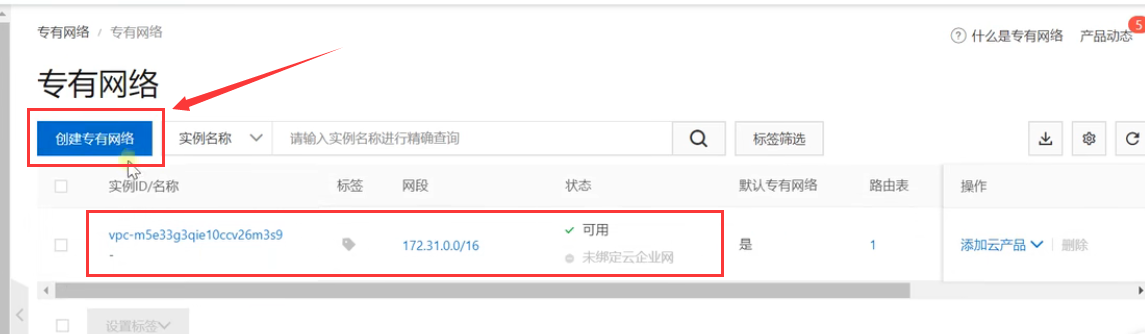 专有网络 / 专有网络
什么是专有网络 产品动态 5
专有网络
创建专有网络 实例名称 请输入实例名称进行精确查询 标签筛选
实例ID/名称 标签 网段 状态 默认专有网络 路由表 操作
vpc-m5e33g3qie10ccv26m3s9 172.31.0.0/16 可用 是 1 添加云产品 删除
- 未绑定云企业网
设置标签